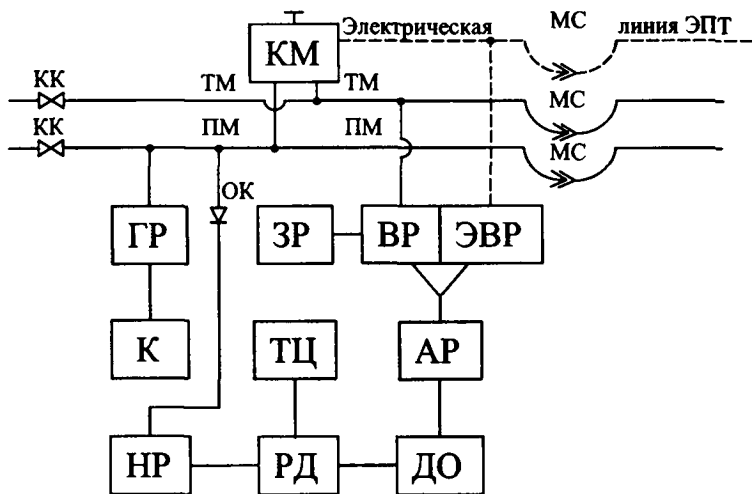 МС
Электрическая
линия ЭПТ
КМ
КК
ТМ
ТМ
МС
КК
ПМ
ПМ
МС
ОК
ГР
ЗР
ВР
ЭВР
К
ТЦ
АР
НР
РД
ДО